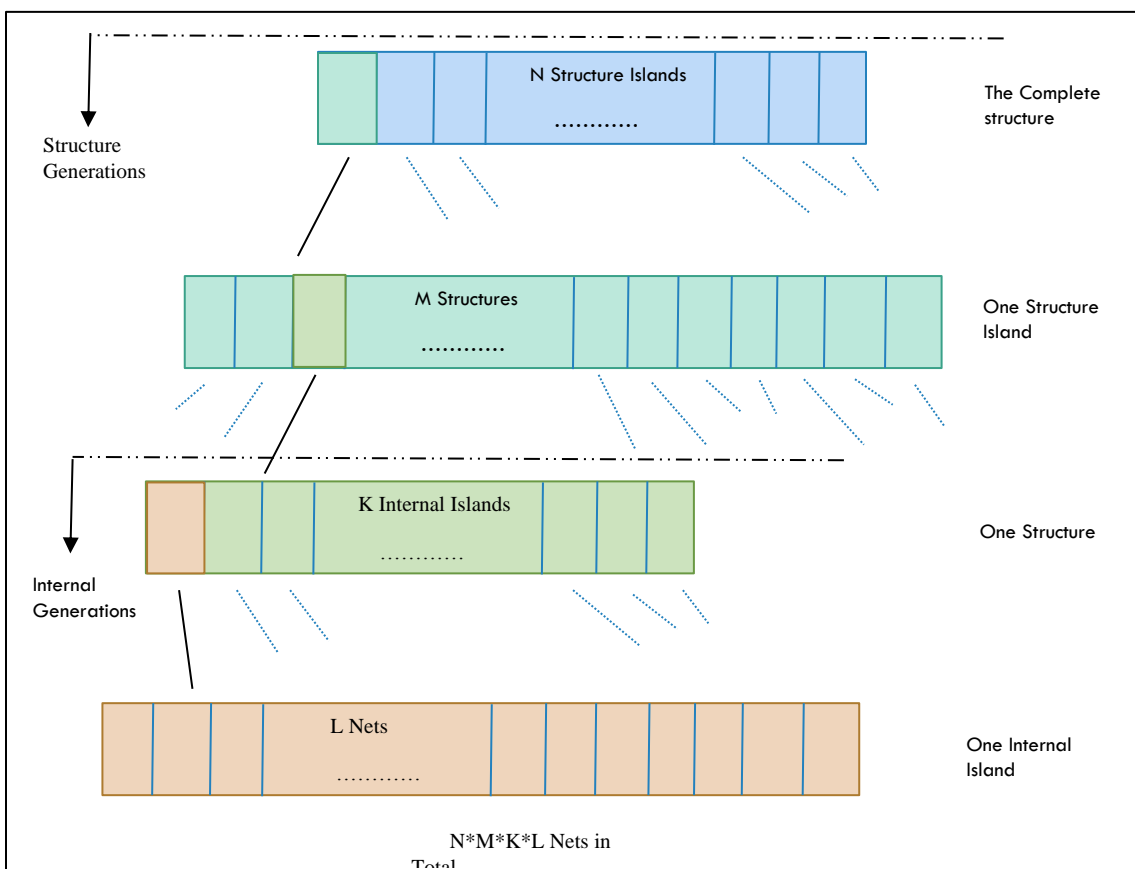 N Structure Islands
............
The Complete
structure
Structure
Generations
M Structures
............
One Structure
Island
K Internal Islands
............
One Structure
Internal
Generations
L Nets
............
One Internal
Island
N*M*K*L Nets in
Total